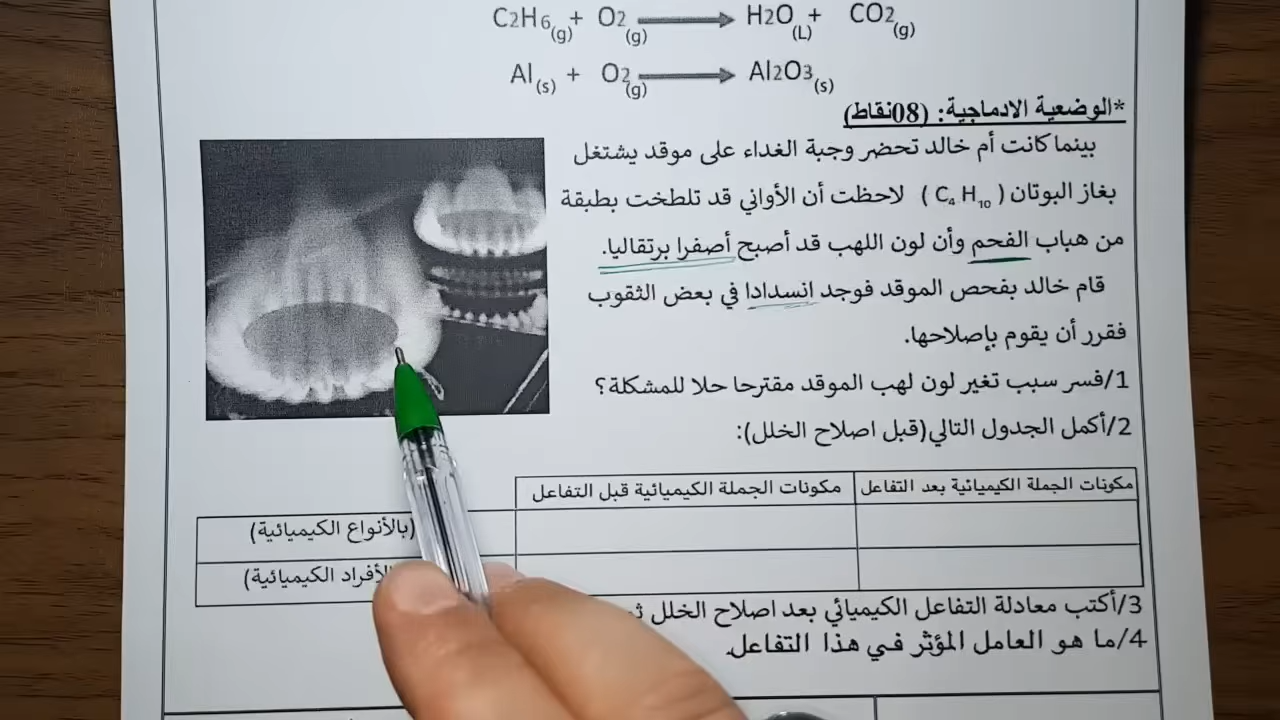 C2H6(g) + O2(g) ⟶ H2O(L) + CO2(g)
Al(s) + O2(g) ⟶ Al2O3(s)
*الوضعية الادماجية: (08نقاط)
بينما كانت أم خالد تحضر وجبة الغداء على موقد يشتغل
بغاز البوتان ( C₄ H₁₀ ) لاحظت أن الأواني قد تلطخت بطبقة
من هباب الفحم وأن لون اللهب قد أصبح أصفرا برتقاليا.
قام خالد بفحص الموقد فوجد انسدادا في بعض الثقوب
فقرر أن يقوم بإصلاحها.
1/فسر سبب تغير لون لهب الموقد مقترحا حلا للمشكلة؟
2/أكمل الجدول التالي(قبل اصلاح الخلل):
مكونات الجملة الكيميائية بعد التفاعل
مكونات الجملة الكيميائية قبل التفاعل
(بالأنواع الكيميائية)
الأفراد الكيميائية)
3/أكتب معادلة التفاعل الكيميائي بعد اصلاح الخلل
4/ما هو العامل المؤثر في هذا التفاعل.